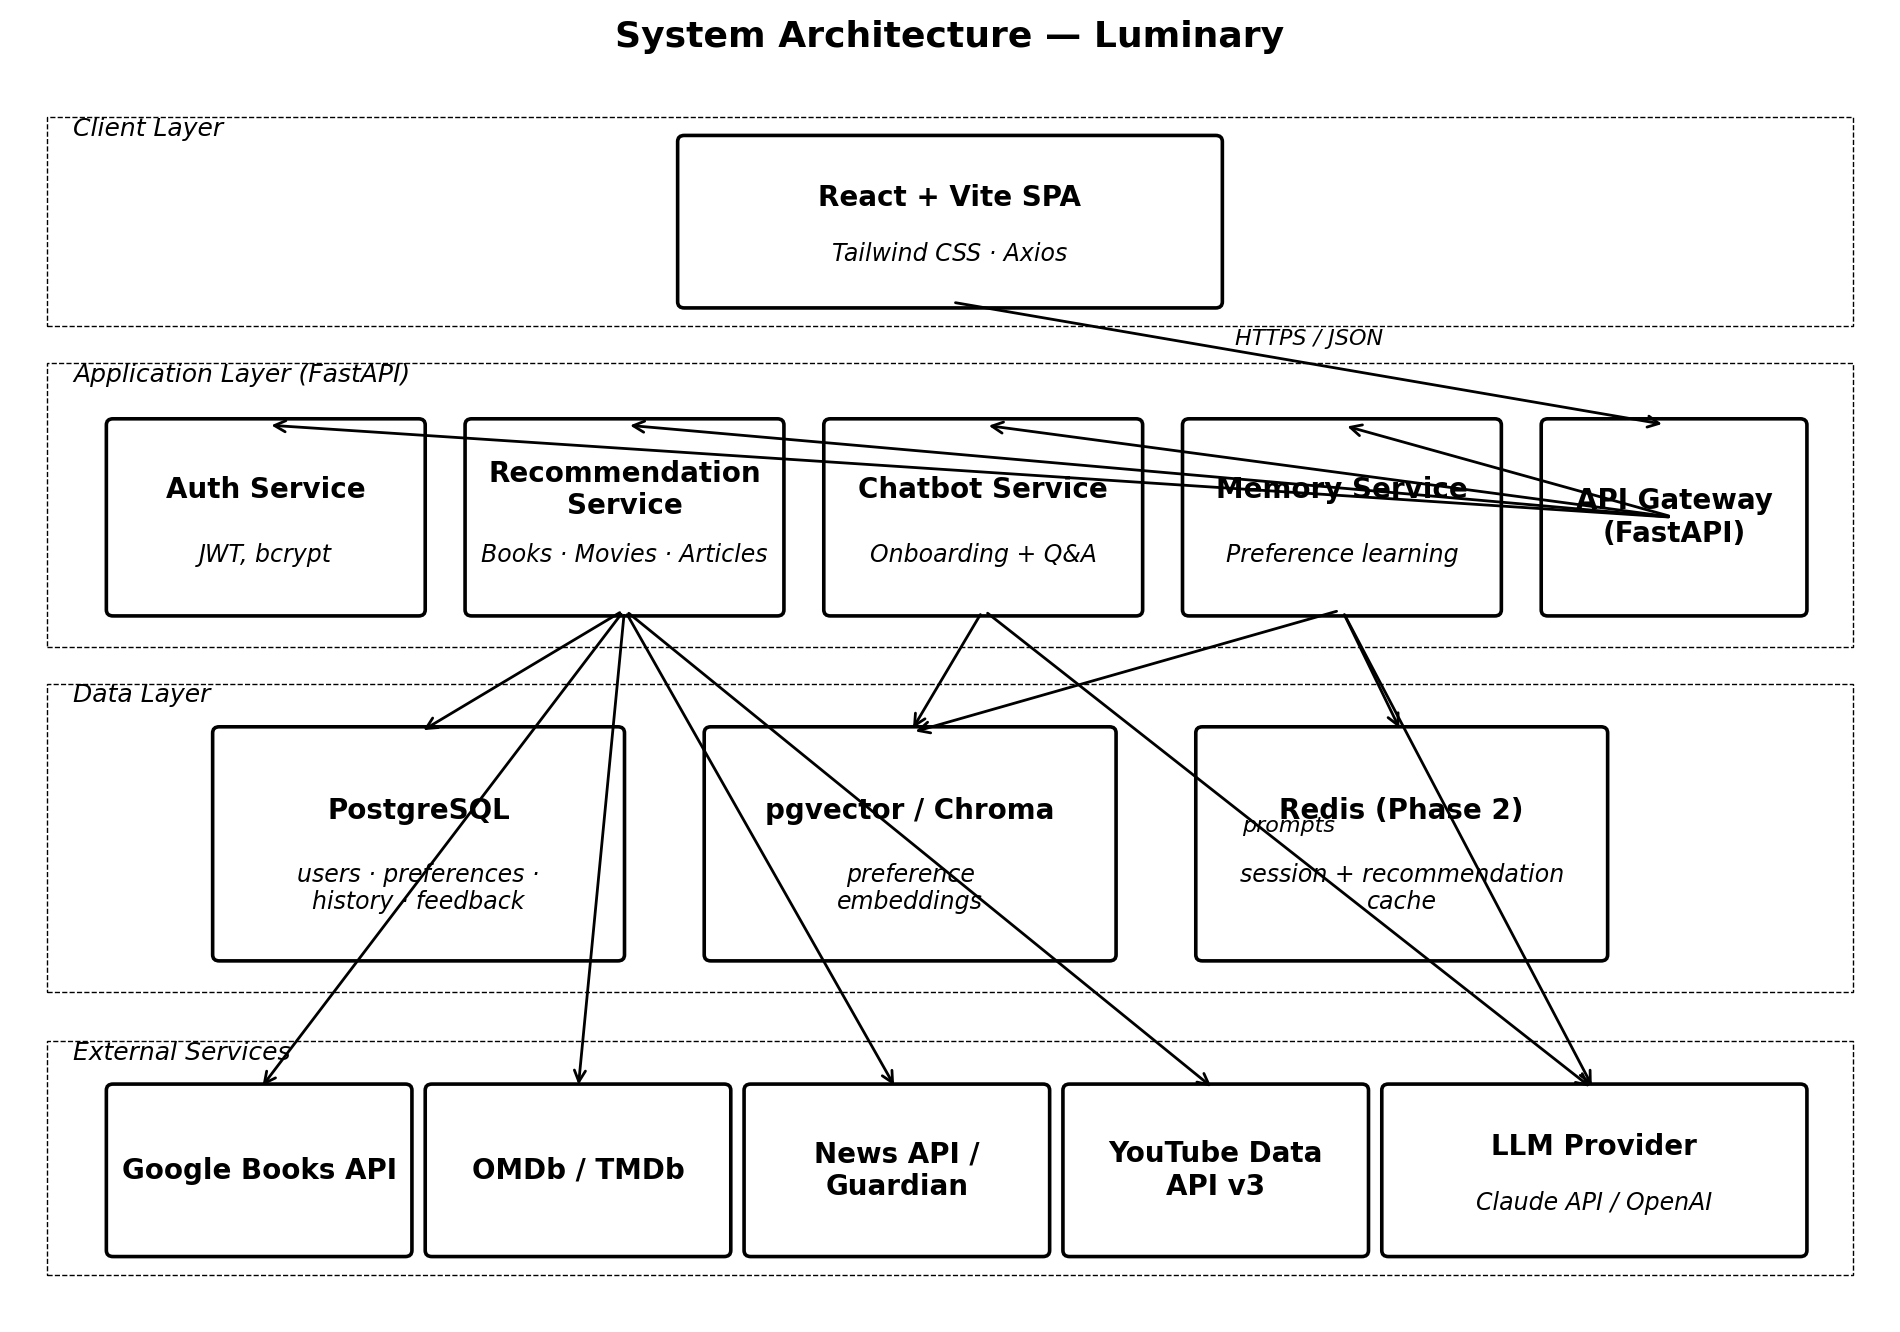 System Architecture — Luminary
Client Layer
React + Vite SPA
Tailwind CSS · Axios
HTTPS / JSON
Application Layer (FastAPI)
Auth Service
JWT, bcrypt
Recommendation
Service
Books · Movies · Articles
Chatbot Service
Onboarding + Q&A
Memory Service
Preference learning
API Gateway
(FastAPI)
Data Layer
PostgreSQL
users · preferences ·
history · feedback
pgvector / Chroma
preference
embeddings
Redis (Phase 2)
prompts
session + recommendation
cache
External Services
Google Books API
OMDb / TMDb
News API /
Guardian
YouTube Data
API v3
LLM Provider
Claude API / OpenAI